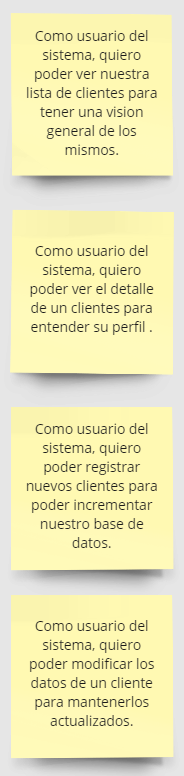 Como usuario del
sistema, quiero
poder ver nuestra
lista de clientes para
tener una vision
general de los
mismos.
Como usuario del
sistema, quiero
poder ver el detalle
de un clientes para
entender su perfil .
Como usuario del
sistema, quiero
poder registrar
nuevos clientes para
poder incrementar
nuestro base de
datos.
Como usuario del
sistema, quiero
poder modificar los
datos de un cliente
para mantenerlos
actualizados.